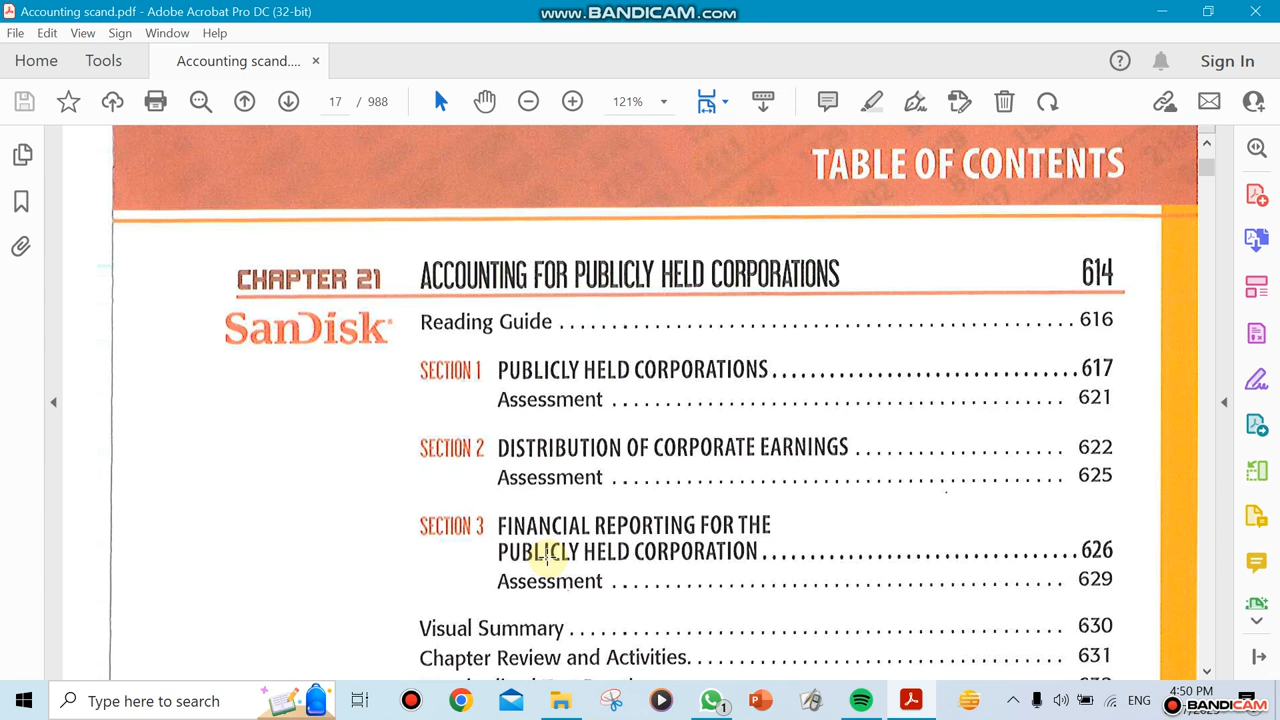 Accounting scand.pdf - Adobe Acrobat Pro DC (32-bit)
www.BANDICAM.com
File Edit View Sign Window Help
Home Tools Accounting scand.... × Sign In
17 / 988 121%
TABLE OF CONTENTS
CHAPTER 21 ACCOUNTING FOR PUBLICLY HELD CORPORATIONS 614
SanDisk
Reading Guide 616
SECTION 1 PUBLICLY HELD CORPORATIONS 617
Assessment 621
SECTION 2 DISTRIBUTION OF CORPORATE EARNINGS 622
Assessment 625
SECTION 3 FINANCIAL REPORTING FOR THE
PUBLICLY HELD CORPORATION 626
Assessment 629
Visual Summary 630
Chapter Review and Activities 631
Type here to search
1
ENG
4:50 PM
BANDICAM